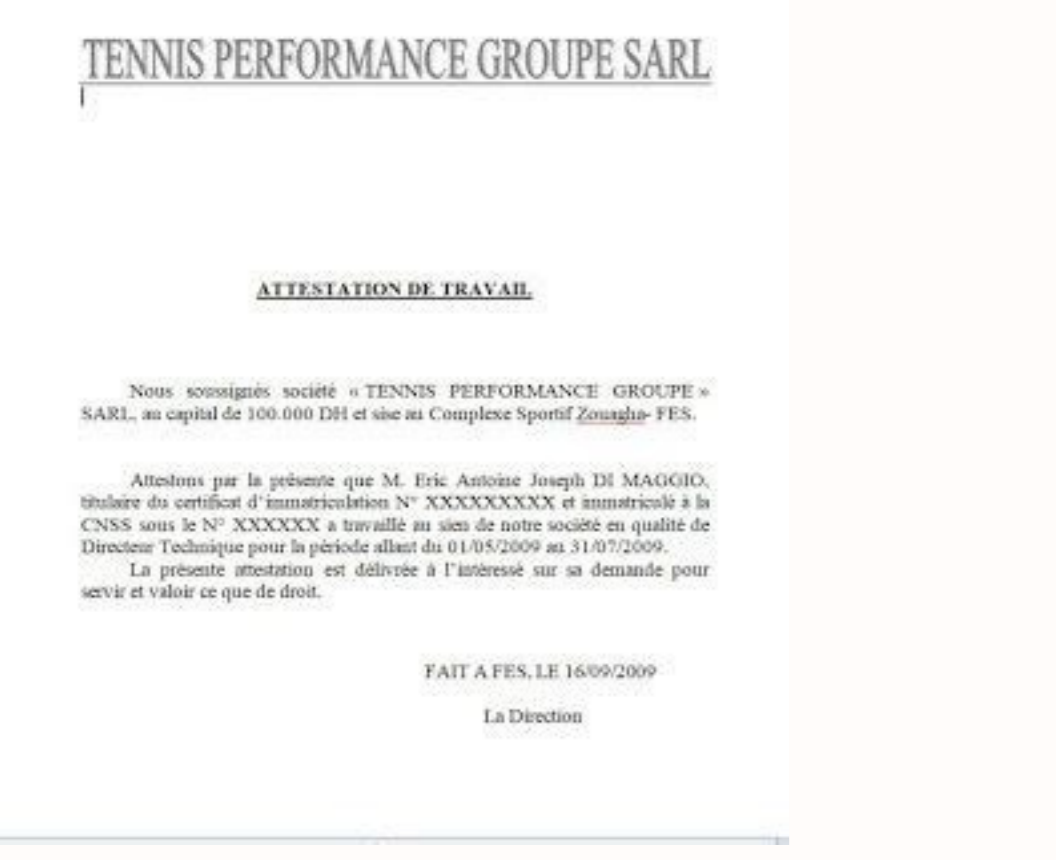 TENNIS PERFORMANCE GROUPE SARL
ATTESTATION DE TRAVAIL
Nous soussignés société « TENNIS PERFORMANCE GROUPE »
SARL, au capital de 100.000 DH et sise au Complexe Sportif Zouagha- FES.
Attestons par la présente que M. Eric Antoine Joseph DI MAGGIO,
titulaire du certificat d'immatriculation N° XXXXXXXXX et immatriculé à la
CNSS sous le N° XXXXXX a travaillé au sien de notre société en qualité de
Directeur Technique pour la période allant du 01/05/2009 au 31/07/2009.
La présente attestation est délivrée à l'intéressé sur sa demande pour
servir et valoir ce que de droit.
FAIT A FES, LE 16/09/2009
La Direction